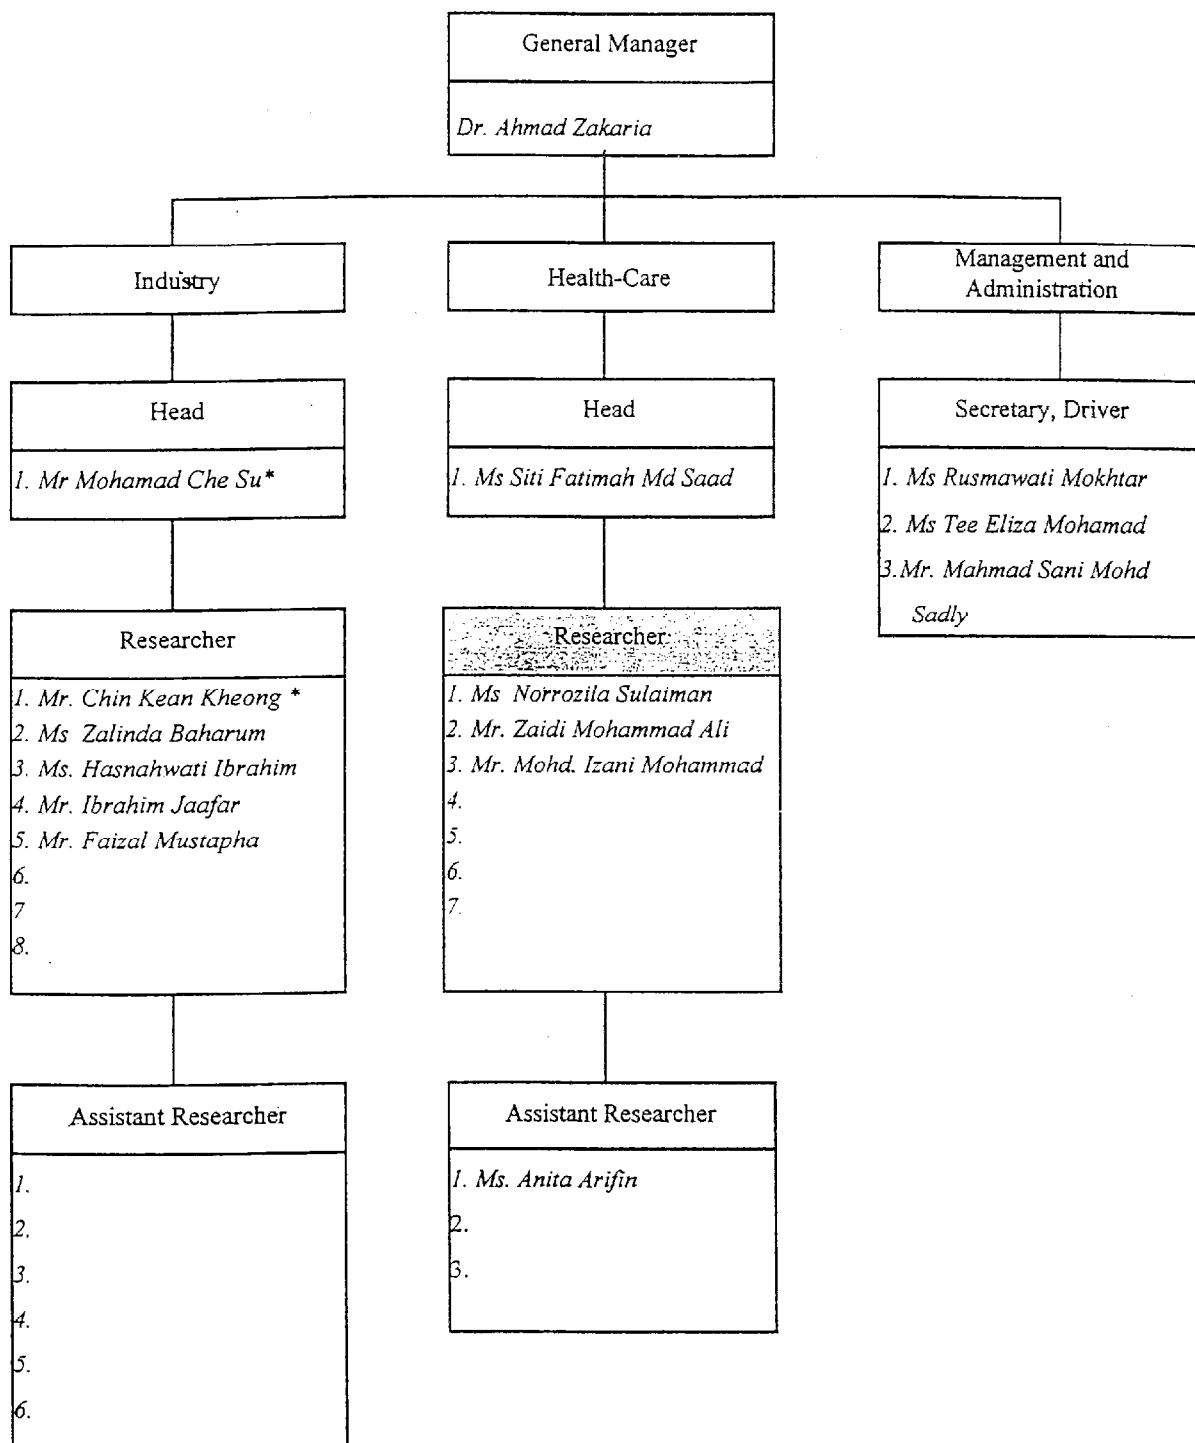 General Manager
Dr. Ahmad Zakaria
Industry
Health-Care
Management and
Administration
Head
1. Mr Mohamad Che Su*
Head
1. Ms Siti Fatimah Md Saad
Secretary, Driver
1. Ms Rusmawati Mokhtar
2. Ms Tee Eliza Mohamad
3.Mr. Mahmad Sani Mohd
Sadly
Researcher
1. Mr. Chin Kean Kheong *
2. Ms Zalinda Baharum
3. Ms. Hasnahwati Ibrahim
4. Mr. Ibrahim Jaafar
5. Mr. Faizal Mustapha
6.
7
8.
Researcher
1. Ms Norrozila Sulaiman
2. Mr. Zaidi Mohammad Ali
3. Mr. Mohd. Izani Mohammad
4.
5.
6.
7.
Assistant Researcher
1.
2.
3.
4.
5.
6.
Assistant Researcher
1. Ms. Anita Arifin
2.
3.